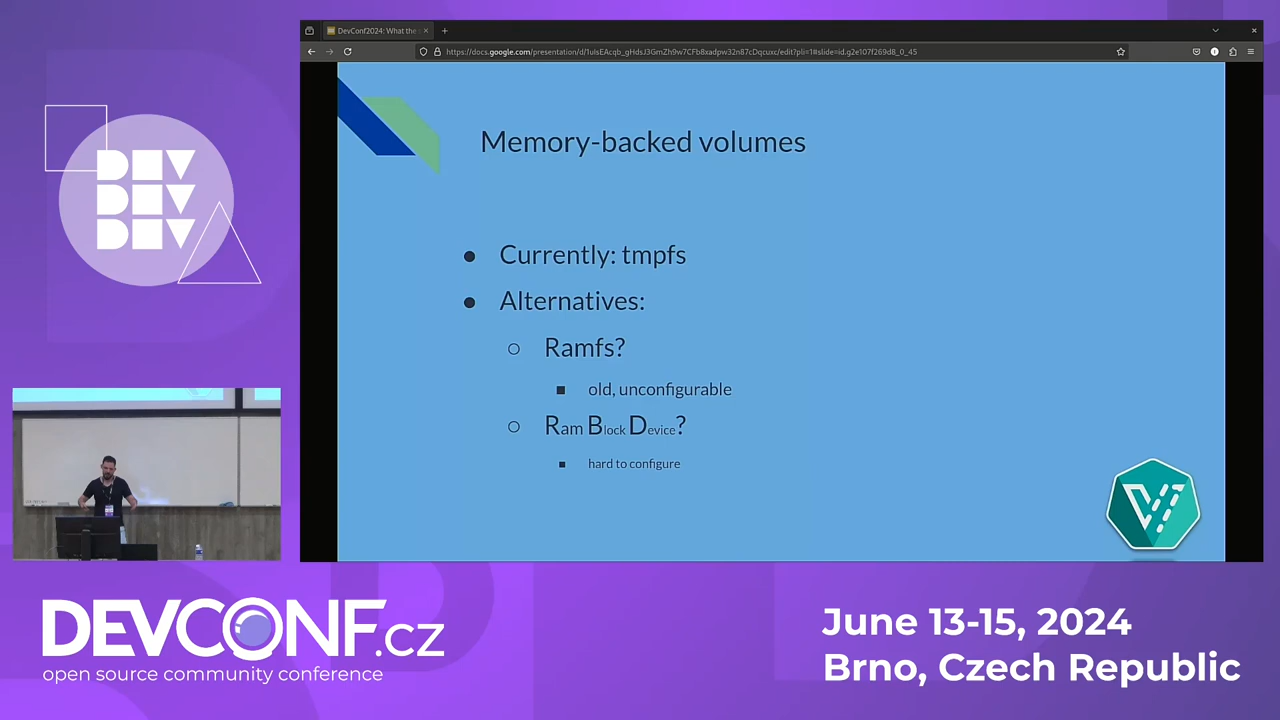 DevConf2024: What the
https://docs.google.com/presentation/d/1uIsEAcqb_gHdsJ3GmZh9w7CFb8xadpw32n87cDqcuxc/edit?pli=1#slide=id.g2e107f269d8_0_45
DEV
DEV
DEV
Memory-backed volumes
● Currently: tmpfs
● Alternatives:
○ Ramfs?
■ old, unconfigurable
○ Ram Block Device?
■ hard to configure
DEVCONF.cz
open source community conference
June 13-15, 2024
Brno, Czech Republic